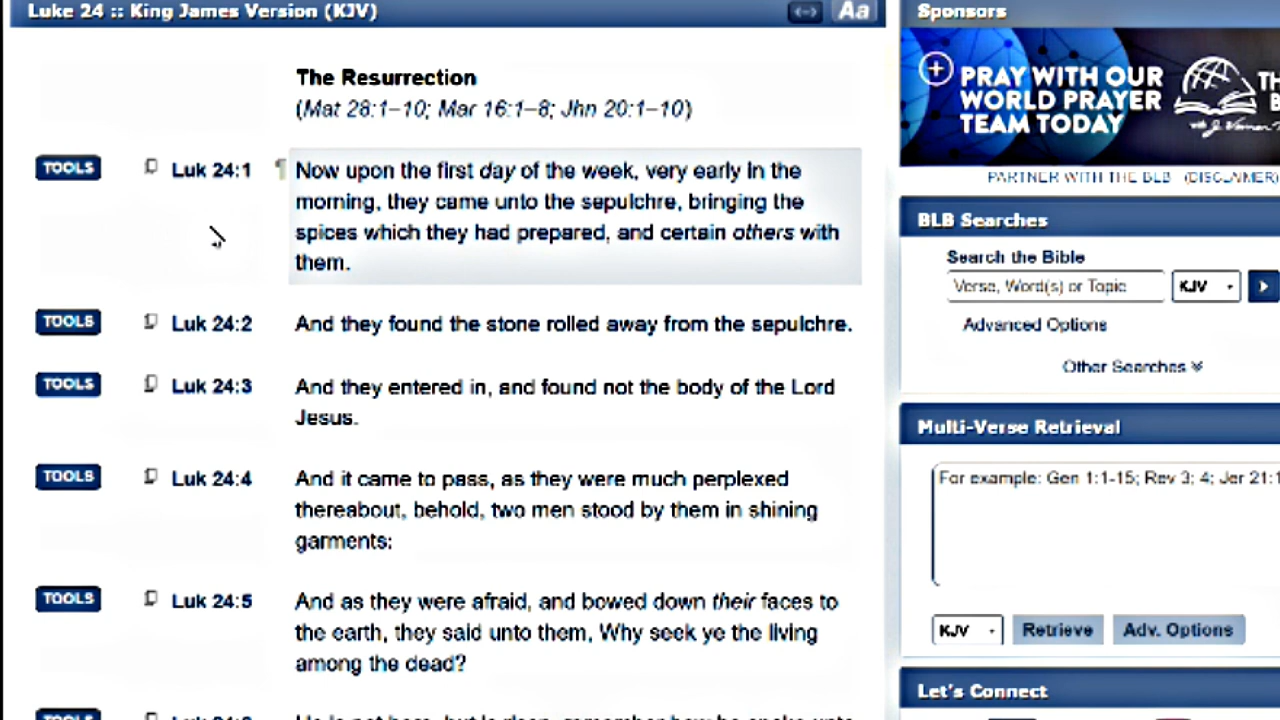 Luke 24 :: King James Version (KJV)
Aa
The Resurrection
(Mat 28:1–10; Mar 16:1–8; Jhn 20:1–10)
TOOLS Luk 24:1 ¶ Now upon the first day of the week, very early in the
morning, they came unto the sepulchre, bringing the
spices which they had prepared, and certain others with
them.
TOOLS Luk 24:2 And they found the stone rolled away from the sepulchre.
TOOLS Luk 24:3 And they entered in, and found not the body of the Lord
Jesus.
TOOLS Luk 24:4 And it came to pass, as they were much perplexed
thereabout, behold, two men stood by them in shining
garments:
TOOLS Luk 24:5 And as they were afraid, and bowed down their faces to
the earth, they said unto them, Why seek ye the living
among the dead?
Sponsors
PRAY WITH OUR
WORLD PRAYER
TEAM TODAY
TH
B
PARTNER WITH THE BLB (DISCLAIMER)
BLB Searches
Search the Bible
Verse, Word(s) or Topic KJV
Advanced Options
Other Searches
Multi-Verse Retrieval
For example: Gen 1:1-15; Rev 3; 4; Jer 21:1
KJV Retrieve Adv. Options
Let's Connect